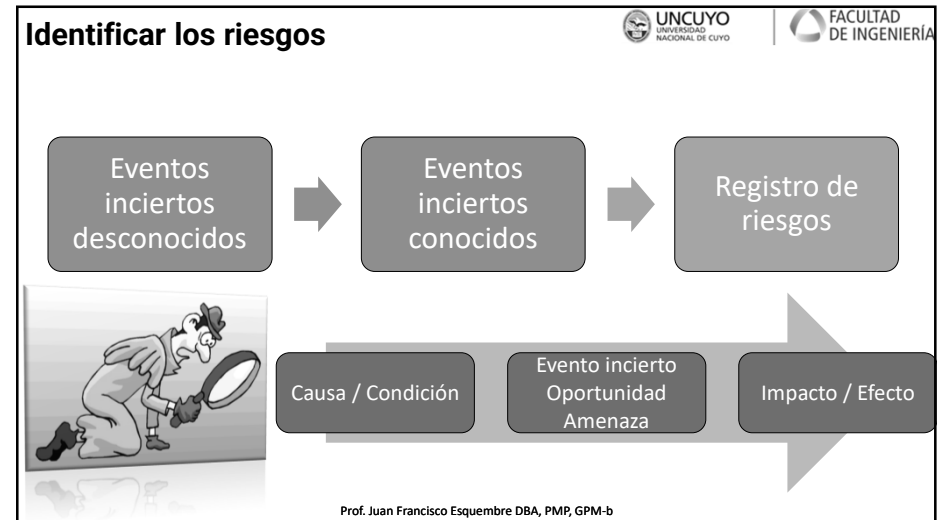 Identificar los riesgos
UNCUYO
UNIVERSIDAD
NACIONAL DE CUYO
FACULTAD
DE INGENIERÍA
Eventos
inciertos
desconocidos
Eventos
inciertos
conocidos
Registro de
riesgos
Causa / Condición
Evento incierto
Oportunidad
Amenaza
Impacto / Efecto
Prof. Juan Francisco Esquembre DBA, PMP, GPM-b